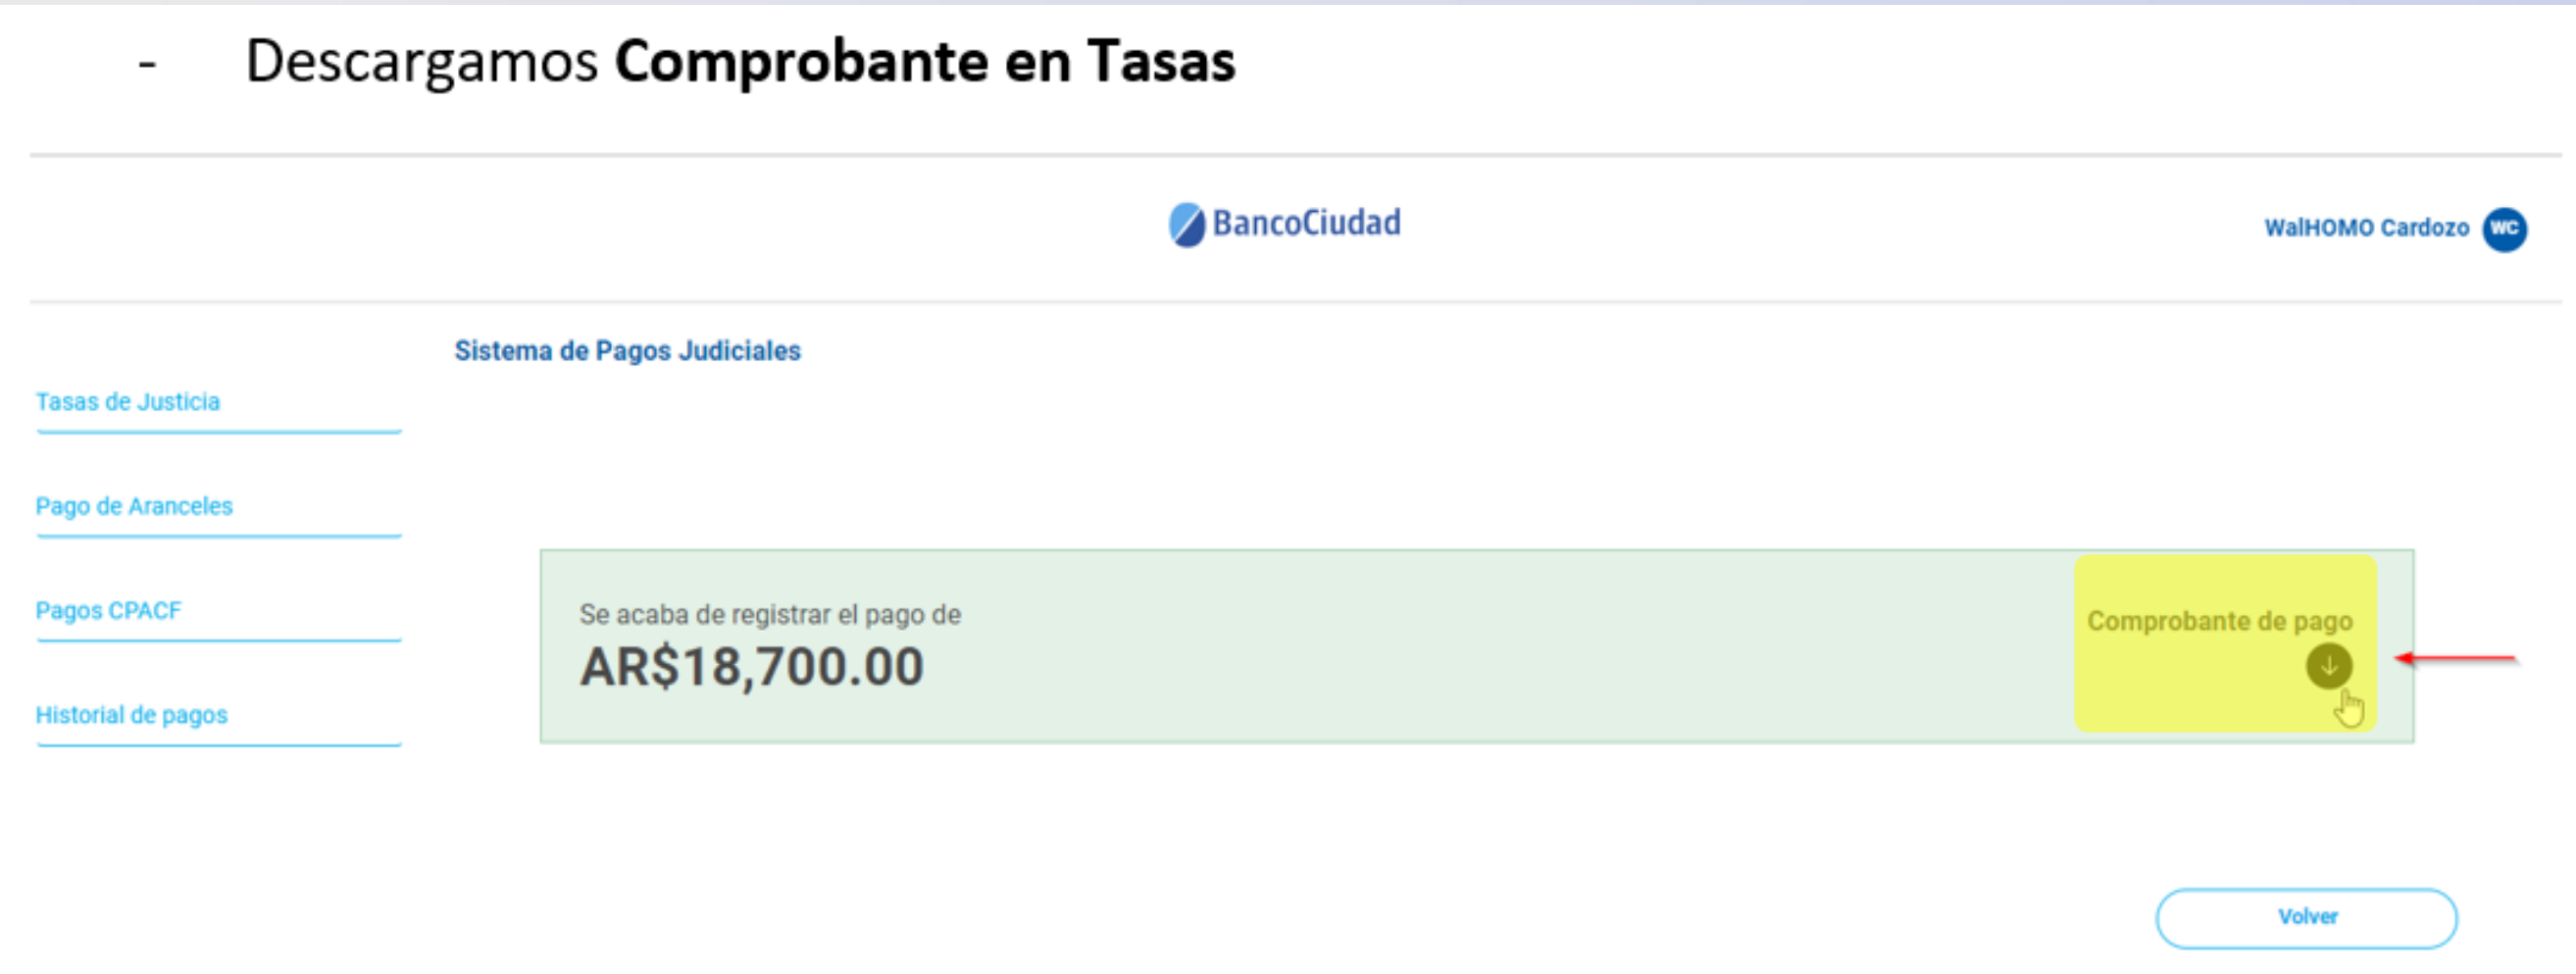 - Descargamos Comprobante en Tasas
BancoCiudad
WalHOMO Cardozo WC
Sistema de Pagos Judiciales
Tasas de Justicia
Pago de Aranceles
Pagos CPACF
Historial de pagos
Se acaba de registrar el pago de
AR$18,700.00
Comprobante de pago
Volver